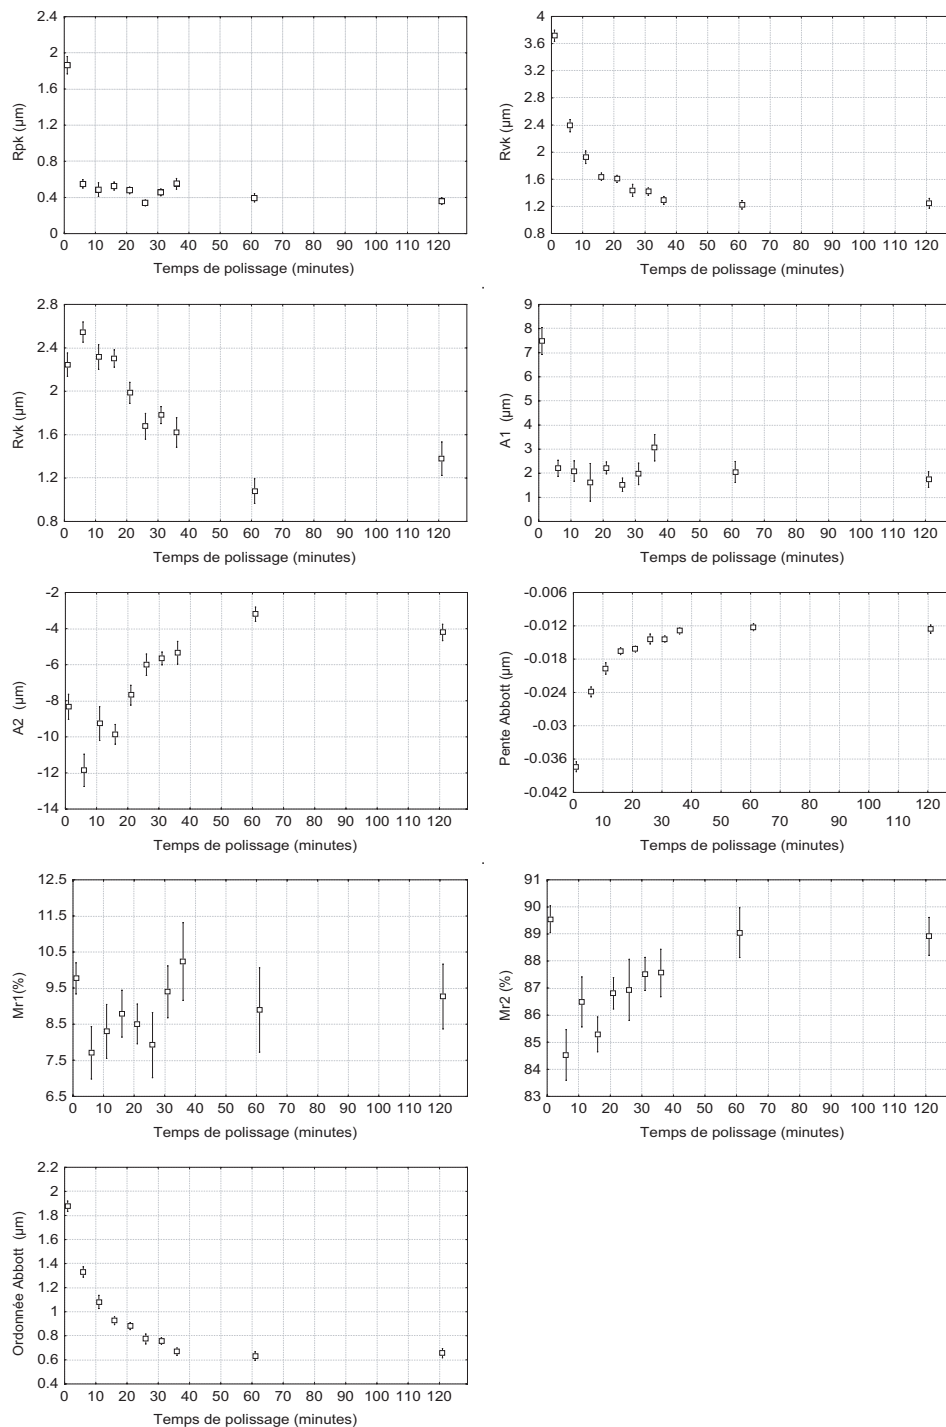 2.4
2
1.6
1.2
0.8
0.4
0
Rpk (µm)
0 10 20 30 40 50 60 70 80 90 100 110 120
Temps de polissage (minutes)
4
3.6
3.2
2.8
2.4
2
1.6
1.2
0.8
Rvk (µm)
0 10 20 30 40 50 60 70 80 90 100 110 120
Temps de polissage (minutes)
2.8
2.4
2
1.6
1.2
0.8
Rvk (µm)
0 10 20 30 40 50 60 70 80 90 100 110 120
Temps de polissage (minutes)
9
8
7
6
5
4
3
2
1
0
A1 (µm)
0 10 20 30 40 50 60 70 80 90 100 110 120
Temps de polissage (minutes)
-2
-4
-6
-8
-10
-12
-14
A2 (µm)
0 10 20 30 40 50 60 70 80 90 100 110 120
Temps de polissage (minutes)
-0.006
-0.012
-0.018
-0.024
-0.03
-0.036
-0.042
Pente Abbott (µm)
0 20 40 50 60 70 80 90 100 120
10 30 110
Temps de polissage (minutes)
12.5
11.5
10.5
9.5
8.5
7.5
6.5
Mr1(%)
0 10 20 30 40 50 60 70 80 90 100 110 120
Temps de polissage (minutes)
91
90
89
88
87
86
85
84
83
Mr2 (%)
0 10 20 30 40 50 60 70 80 90 100 110 120
Temps de polissage (minutes)
2.2
2
1.8
1.6
1.4
1.2
1
0.8
0.6
0.4
Ordonnée Abbott (µm)
0 10 20 30 40 50 60 70 80 90 100 110 120
Temps de polissage (minutes)